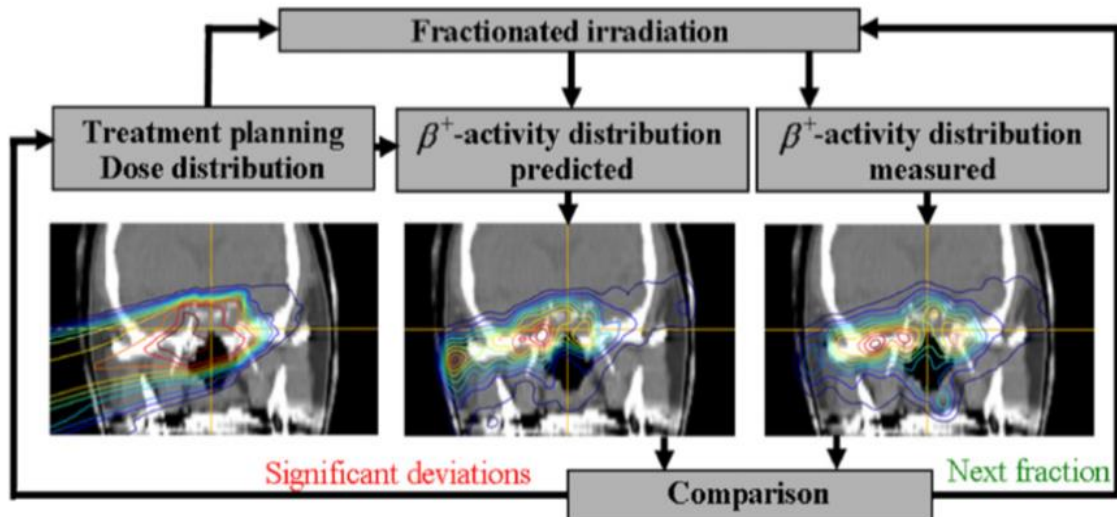 Fractionated irradiation
Treatment planning
Dose distribution
β⁺-activity distribution
predicted
β⁺-activity distribution
measured
Significant deviations
Next fraction
Comparison